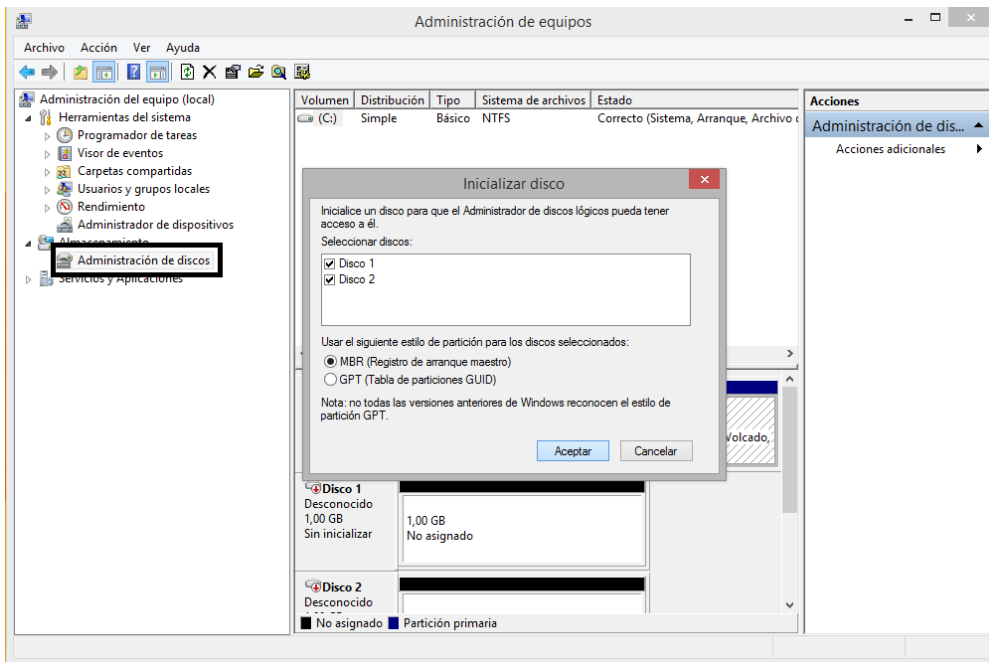 Administración de equipos
Archivo Acción Ver Ayuda
Administración del equipo (local)
Herramientas del sistema
Programador de tareas
Visor de eventos
Carpetas compartidas
Usuarios y grupos locales
Rendimiento
Administrador de dispositivos
Almacenamiento
Administración de discos
Servicios y Aplicaciones
Volumen Distribución Tipo Sistema de archivos Estado
(C:) Simple Básico NTFS Correcto (Sistema, Arranque, Archivo
Inicializar disco
Inicialice un disco para que el Administrador de discos lógicos pueda tener
acceso a él.
Seleccionar discos:
Disco 1
Disco 2
Usar el siguiente estilo de partición para los discos seleccionados:
MBR (Registro de arranque maestro)
GPT (Tabla de particiones GUID)
Nota: no todas las versiones anteriores de Windows reconocen el estilo de
partición GPT.
Aceptar Cancelar
Volcado,
Disco 1
Desconocido
1,00 GB
Sin inicializar
1,00 GB
No asignado
Disco 2
Desconocido
No asignado Partición primaria
Acciones
Administración de dis...
Acciones adicionales